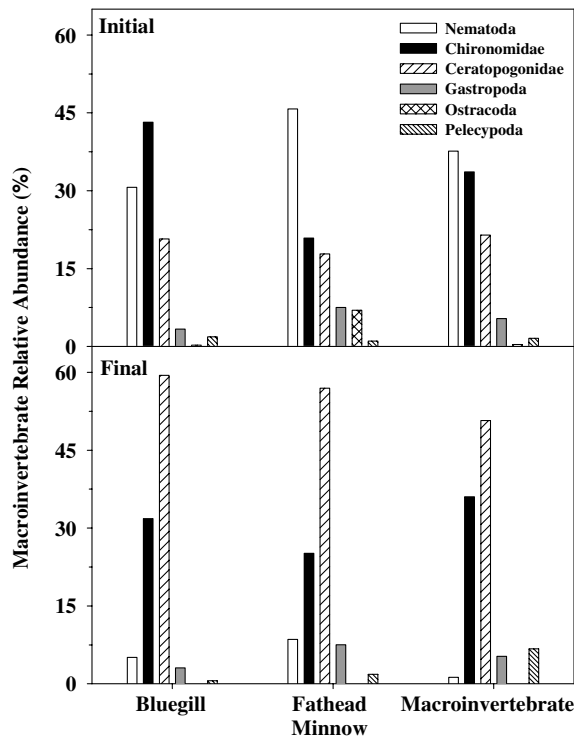 Initial
Nematoda
Chironomidae
Ceratopogonidae
Gastropoda
Ostracoda
Pelecypoda
60
45
30
15
0
Macroinvertebrate Relative Abundance (%)
Final
60
45
30
15
0
Bluegill
Fathead
Minnow
Macroinvertebrate